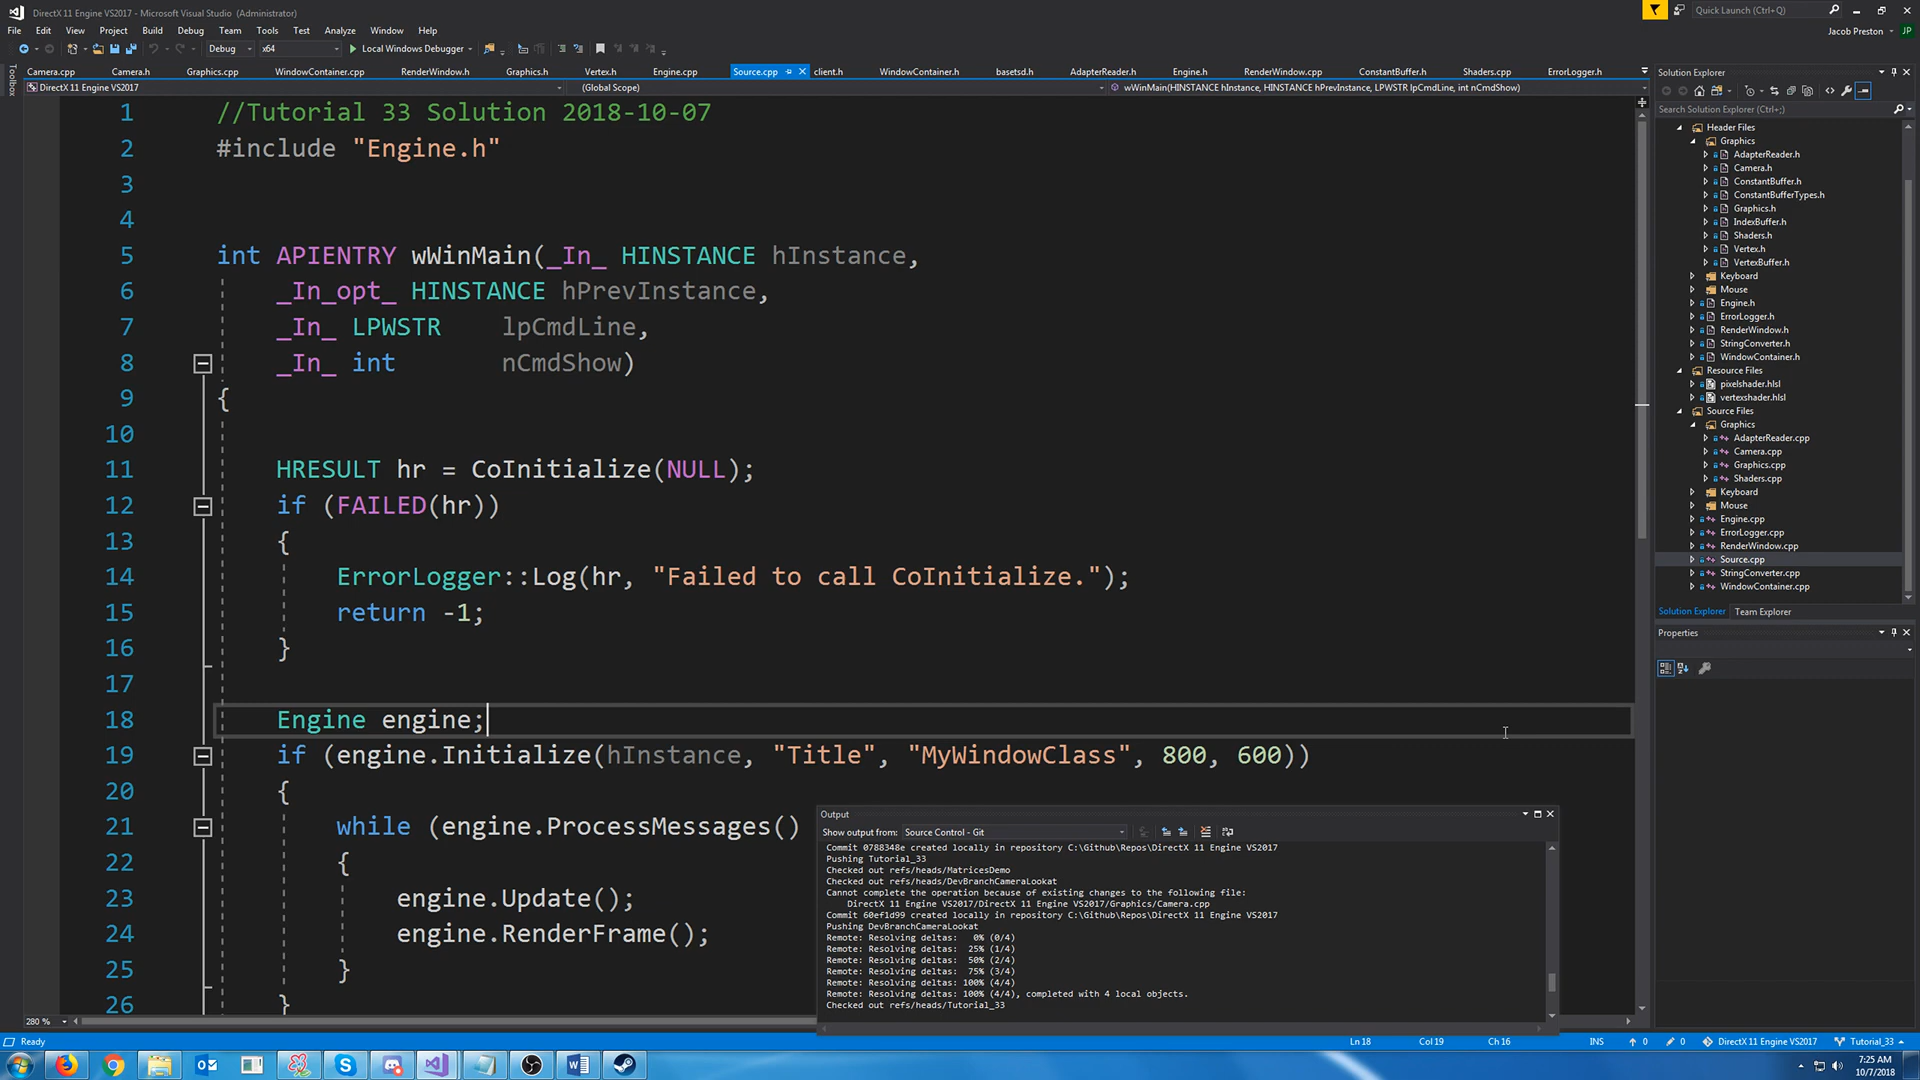 DirectX 11 Engine VS2017 - Microsoft Visual Studio (Administrator)
Quick Launch (Ctrl+Q)
File Edit View Project Build Debug Team Tools Test Analyze Window Help
Jacob Preston JP
Debug x64 Local Windows Debugger
Toolbox
Camera.cpp Camera.h Graphics.cpp WindowContainer.cpp RenderWindow.h Graphics.h Vertex.h Engine.cpp Source.cpp client.h WindowContainer.h basetsd.h AdapterReader.h Engine.h RenderWindow.cpp ConstantBuffer.h Shaders.cpp ErrorLogger.h
DirectX 11 Engine VS2017 (Global Scope) wWinMain(HINSTANCE hInstance, HINSTANCE hPrevInstance, LPWSTR lpCmdLine, int nCmdShow)
1 //Tutorial 33 Solution 2018-10-07
2 #include "Engine.h"
3
4
5 int APIENTRY wWinMain(_In_ HINSTANCE hInstance,
6 _In_opt_ HINSTANCE hPrevInstance,
7 _In_ LPWSTR lpCmdLine,
8 _In_ int nCmdShow)
9 {
10
11 HRESULT hr = CoInitialize(NULL);
12 if (FAILED(hr))
13 {
14 ErrorLogger::Log(hr, "Failed to call CoInitialize.");
15 return -1;
16 }
17
18 Engine engine;
19 if (engine.Initialize(hInstance, "Title", "MyWindowClass", 800, 600))
20 {
21 while (engine.ProcessMessages()
22 {
23 engine.Update();
24 engine.RenderFrame();
25 }
26 }
Output
Show output from: Source Control - Git
Commit 0788348e created locally in repository C:\Github\Repos\DirectX 11 Engine VS2017
Pushing Tutorial_33
Checked out refs/heads/MatricesDemo
Checked out refs/heads/DevBranchCameraLookat
Cannot complete the operation because of existing changes to the following file:
DirectX 11 Engine VS2017/DirectX 11 Engine VS2017/Graphics/Camera.cpp
Commit 60ef1d99 created locally in repository C:\Github\Repos\DirectX 11 Engine VS2017
Pushing DevBranchCameraLookat
Remote: Resolving deltas: 0% (0/4)
Remote: Resolving deltas: 25% (1/4)
Remote: Resolving deltas: 50% (2/4)
Remote: Resolving deltas: 75% (3/4)
Remote: Resolving deltas: 100% (4/4)
Remote: Resolving deltas: 100% (4/4), completed with 4 local objects.
Checked out refs/heads/Tutorial_33
Solution Explorer
Search Solution Explorer (Ctrl+;)
Header Files
Graphics
AdapterReader.h
Camera.h
ConstantBuffer.h
ConstantBufferTypes.h
Graphics.h
IndexBuffer.h
Shaders.h
Vertex.h
VertexBuffer.h
Keyboard
Mouse
Engine.h
ErrorLogger.h
RenderWindow.h
StringConverter.h
WindowContainer.h
Resource Files
pixelshader.hlsl
vertexshader.hlsl
Source Files
Graphics
AdapterReader.cpp
Camera.cpp
Graphics.cpp
Shaders.cpp
Keyboard
Mouse
Engine.cpp
ErrorLogger.cpp
RenderWindow.cpp
Source.cpp
StringConverter.cpp
WindowContainer.cpp
Solution Explorer Team Explorer
Properties
280 %
Ready Ln 18 Col 19 Ch 16 INS 0 0 DirectX 11 Engine VS2017 Tutorial_33
7:25 AM
10/7/2018